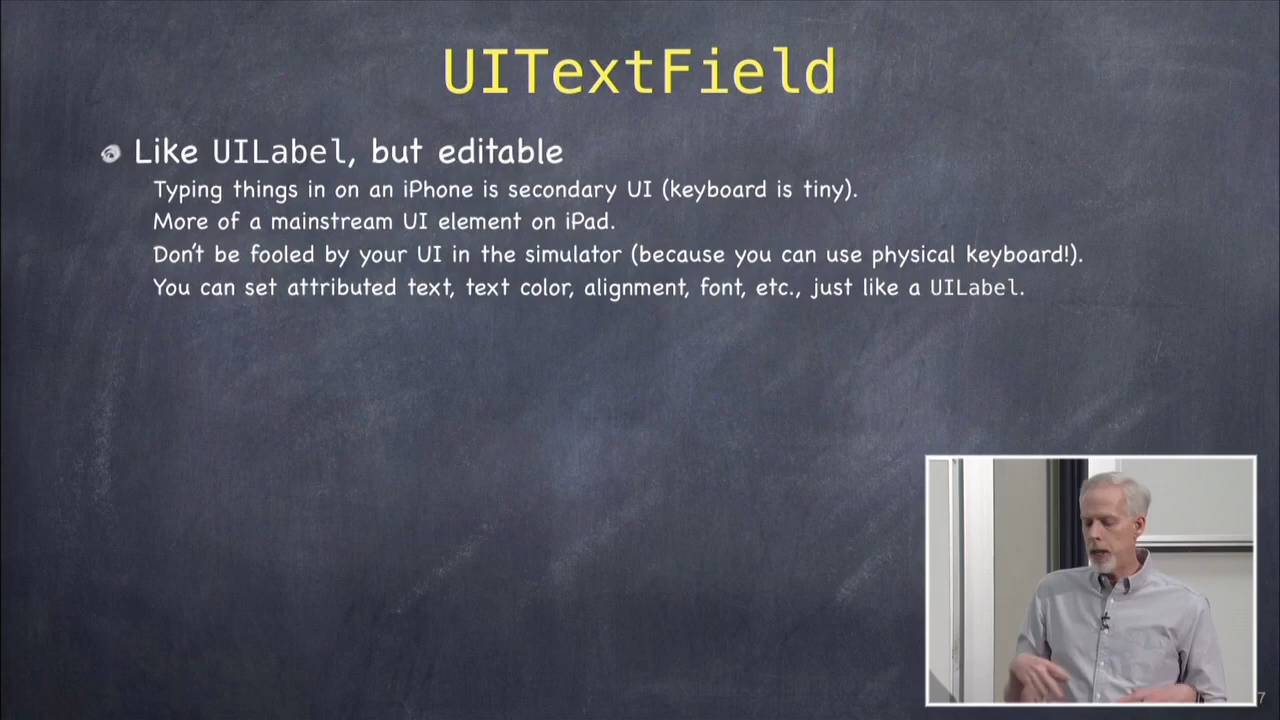 UITextField
Like UILabel, but editable
Typing things in on an iPhone is secondary UI (keyboard is tiny).
More of a mainstream UI element on iPad.
Don't be fooled by your UI in the simulator (because you can use physical keyboard!).
You can set attributed text, text color, alignment, font, etc., just like a UILabel.
7